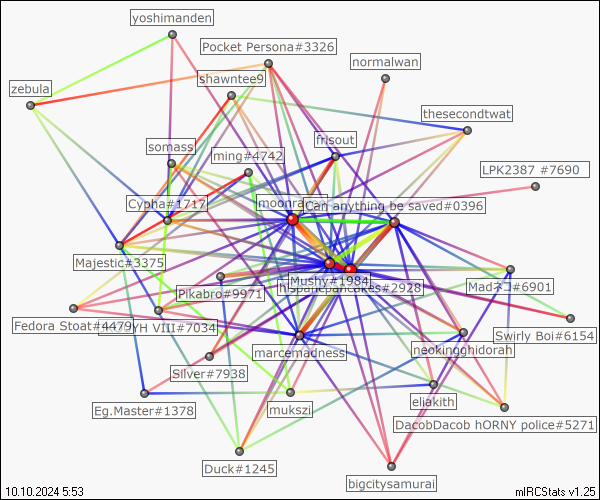 yoshimanden
Pocket Persona#3326
normalwan
shawntee9
zebula
thesecondtwat
frisout
somass
ming#4742
LPK2387 #7690
Cypha#1717
Can anything be saved#0396
Majestic#3375
Mushy#1984
hispanicpancakes#2928
Pikabro#9971
Madネコ#6901
Fedora Stoat#4479
VIII#7034
Swirly Boi#6154
marcemadness
neokingghidorah
Silver#7938
Eg.Master#1378
mukszi
eliakith
DacobDacob hORNY police#5271
Duck#1245
bigcitysamurai
10.10.2024 5:53
mIRCStats v1.25